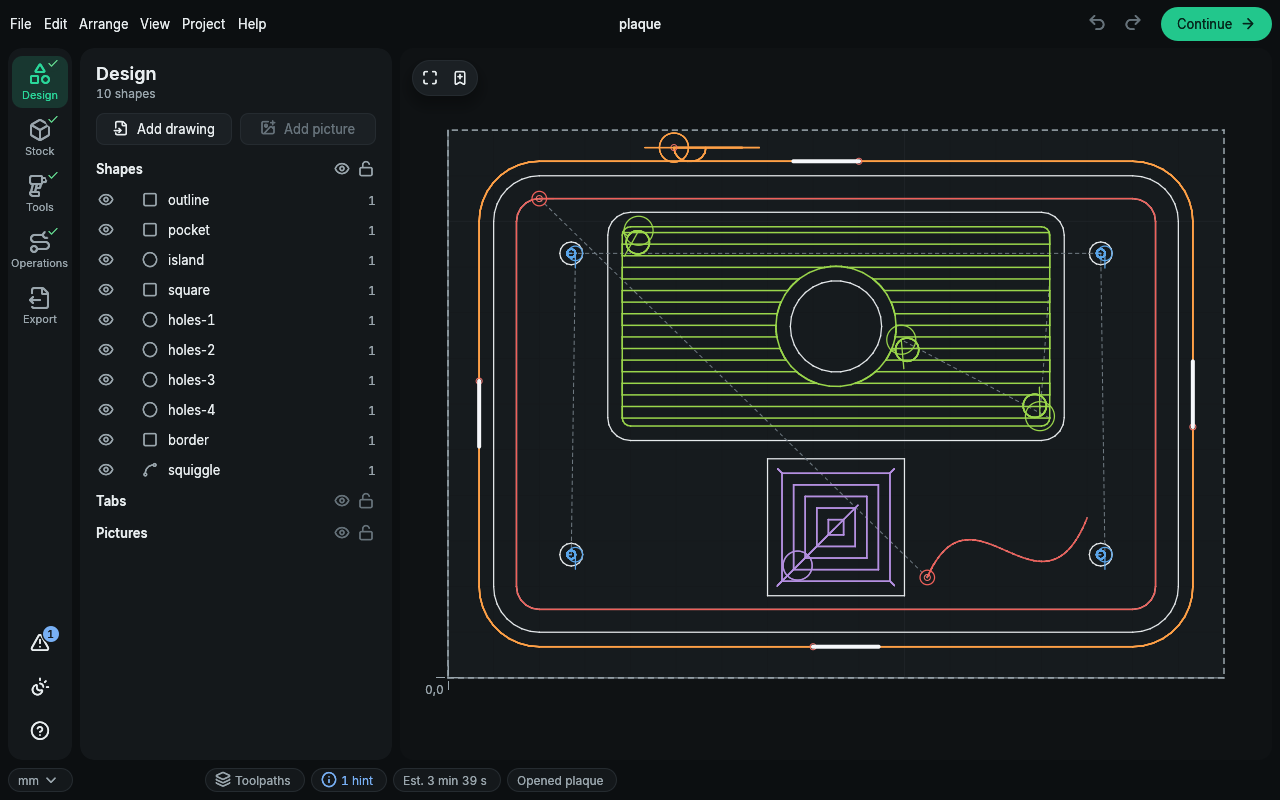 File Edit Arrange View Project Help
plaque
Continue
Design
Stock
Tools
Operations
Export
1
Design
10 shapes
Add drawing
Add picture
Shapes
outline 1
pocket 1
island 1
square 1
holes-1 1
holes-2 1
holes-3 1
holes-4 1
border 1
squiggle 1
Tabs
Pictures
0,0
mm
Toolpaths
1 hint
Est. 3 min 39 s
Opened plaque